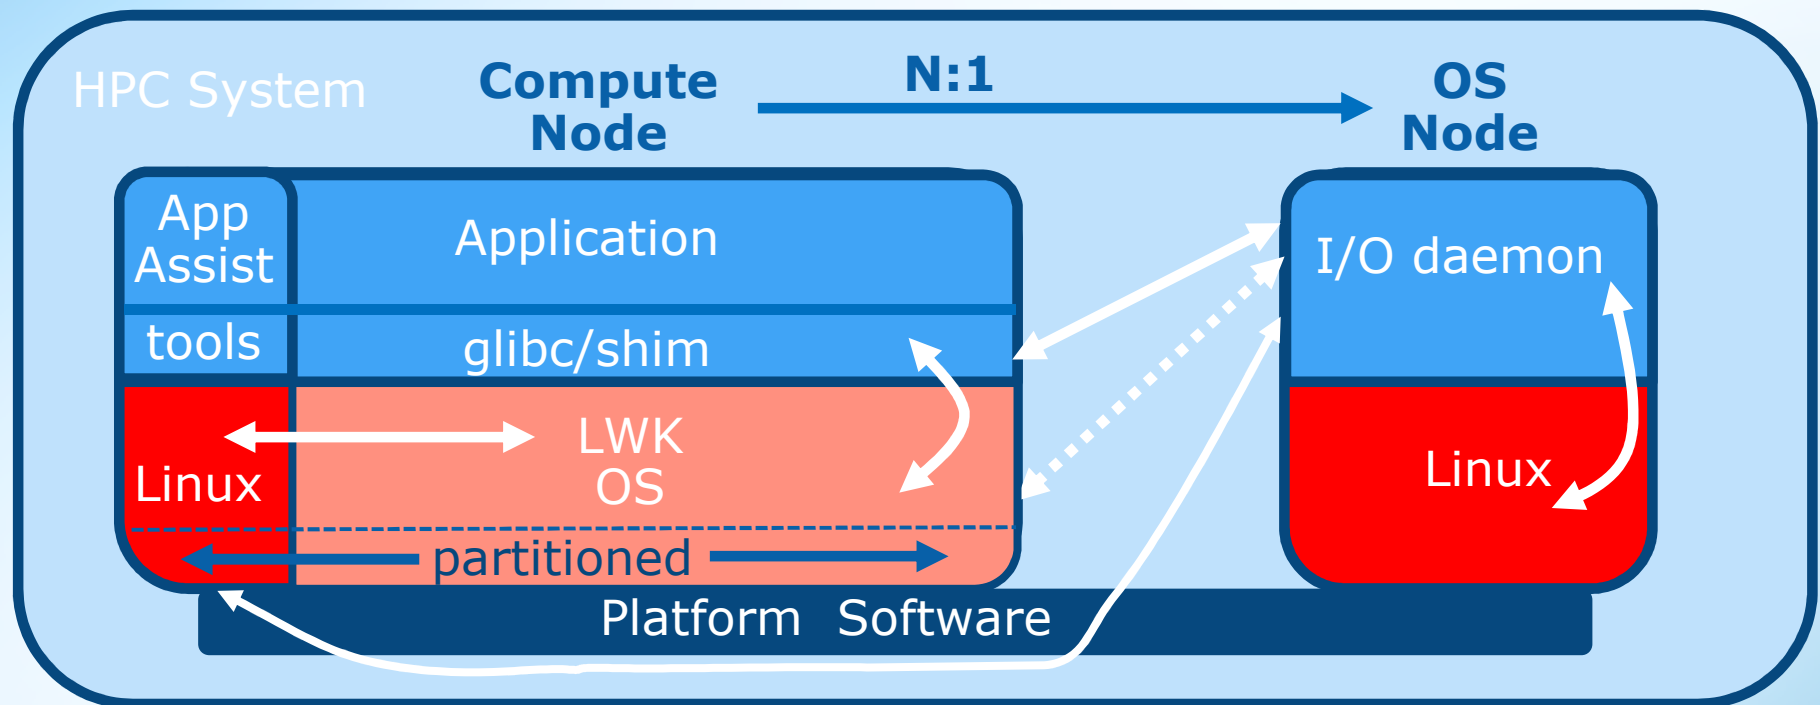 HPC System
Compute
Node
N:1
OS
Node
App
Assist
Application
I/O daemon
tools
glibc/shim
Linux
LWK
OS
Linux
partitioned
Platform Software